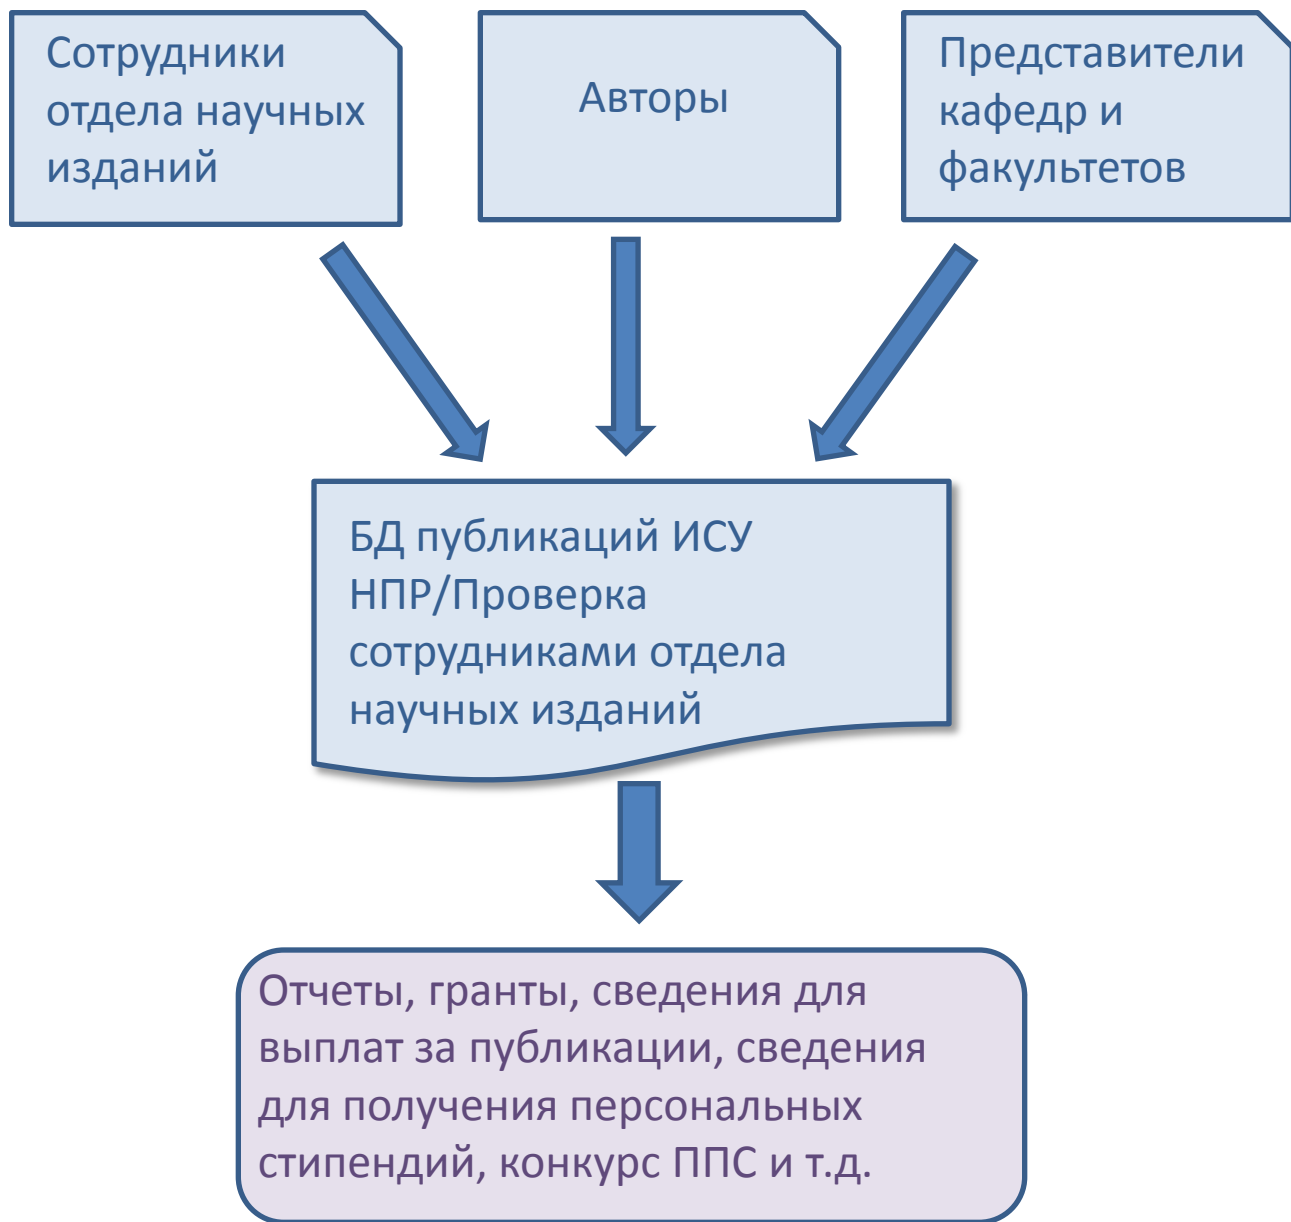 Сотрудники
отдела научных
изданий
Авторы
Представители
кафедр и
факультетов
БД публикаций ИСУ
НПР/Проверка
сотрудниками отдела
научных изданий
Отчеты, гранты, сведения для
выплат за публикации, сведения
для получения персональных
стипендий, конкурс ППС и т.д.